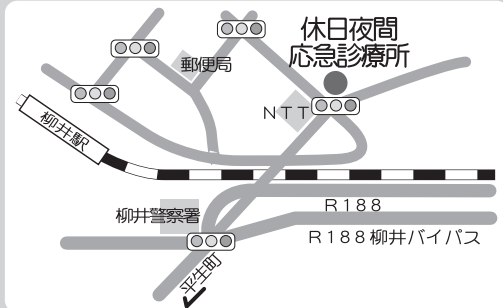 休日夜間
応急診療所
郵便局
NTT
柳井駅
柳井警察署
R188
R188柳井バイパス
平生町